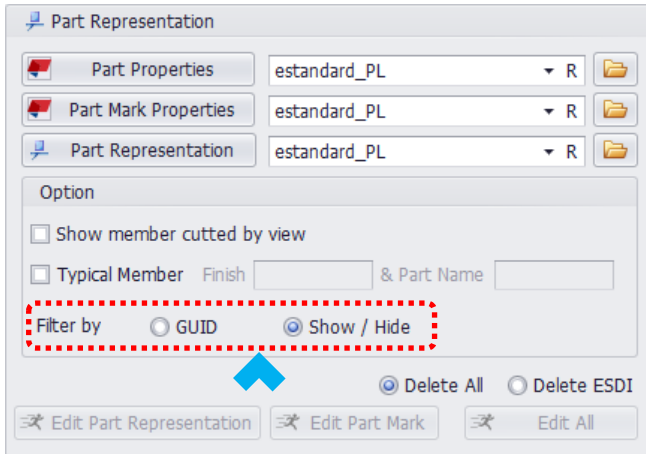 Part Representation
Part Properties estandard_PL R
Part Mark Properties estandard_PL R
Part Representation estandard_PL R
Option
Show member cutted by view
Typical Member Finish & Part Name
Filter by GUID Show / Hide
Delete All Delete ESDI
Edit Part Representation Edit Part Mark Edit All